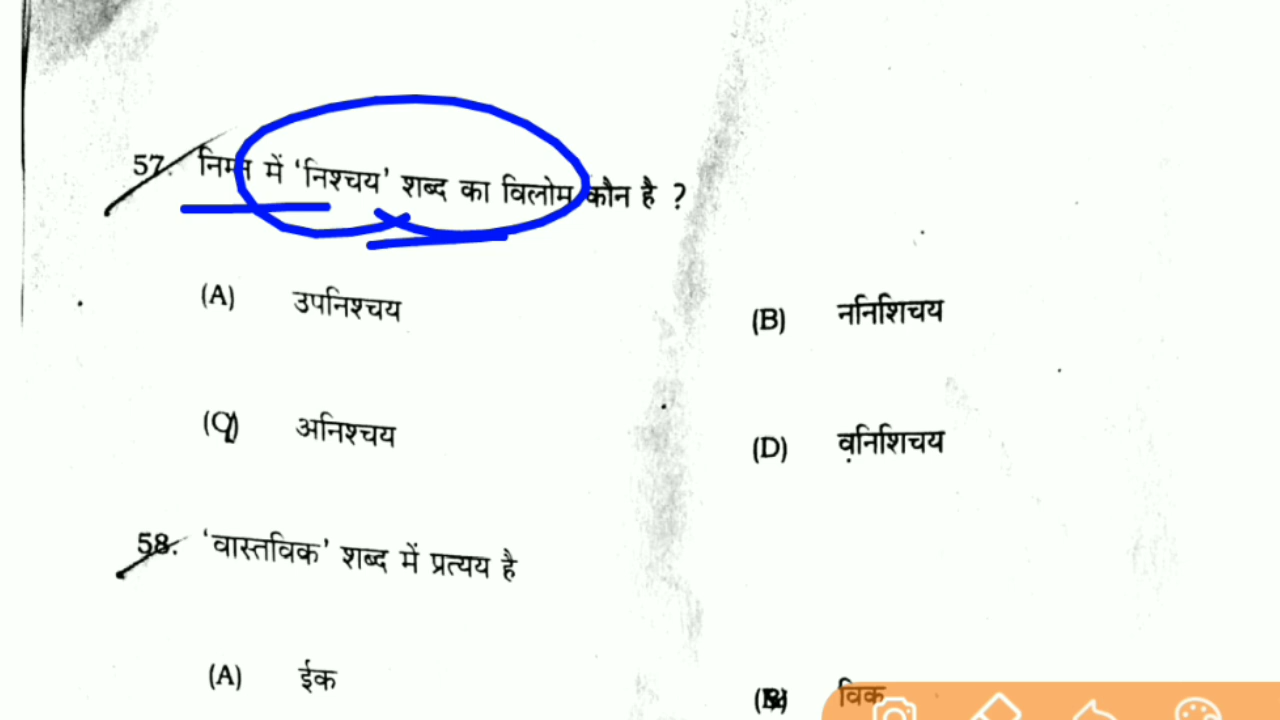 57. निम्न में 'निश्चय' शब्द का विलोम कौन है ?
(A) उपनिश्चय
(B) ननिशिचय
(C) अनिश्चय
(D) वनिशिचय
58. 'वास्तविक' शब्द में प्रत्यय है
(A) ईक
(B) विक